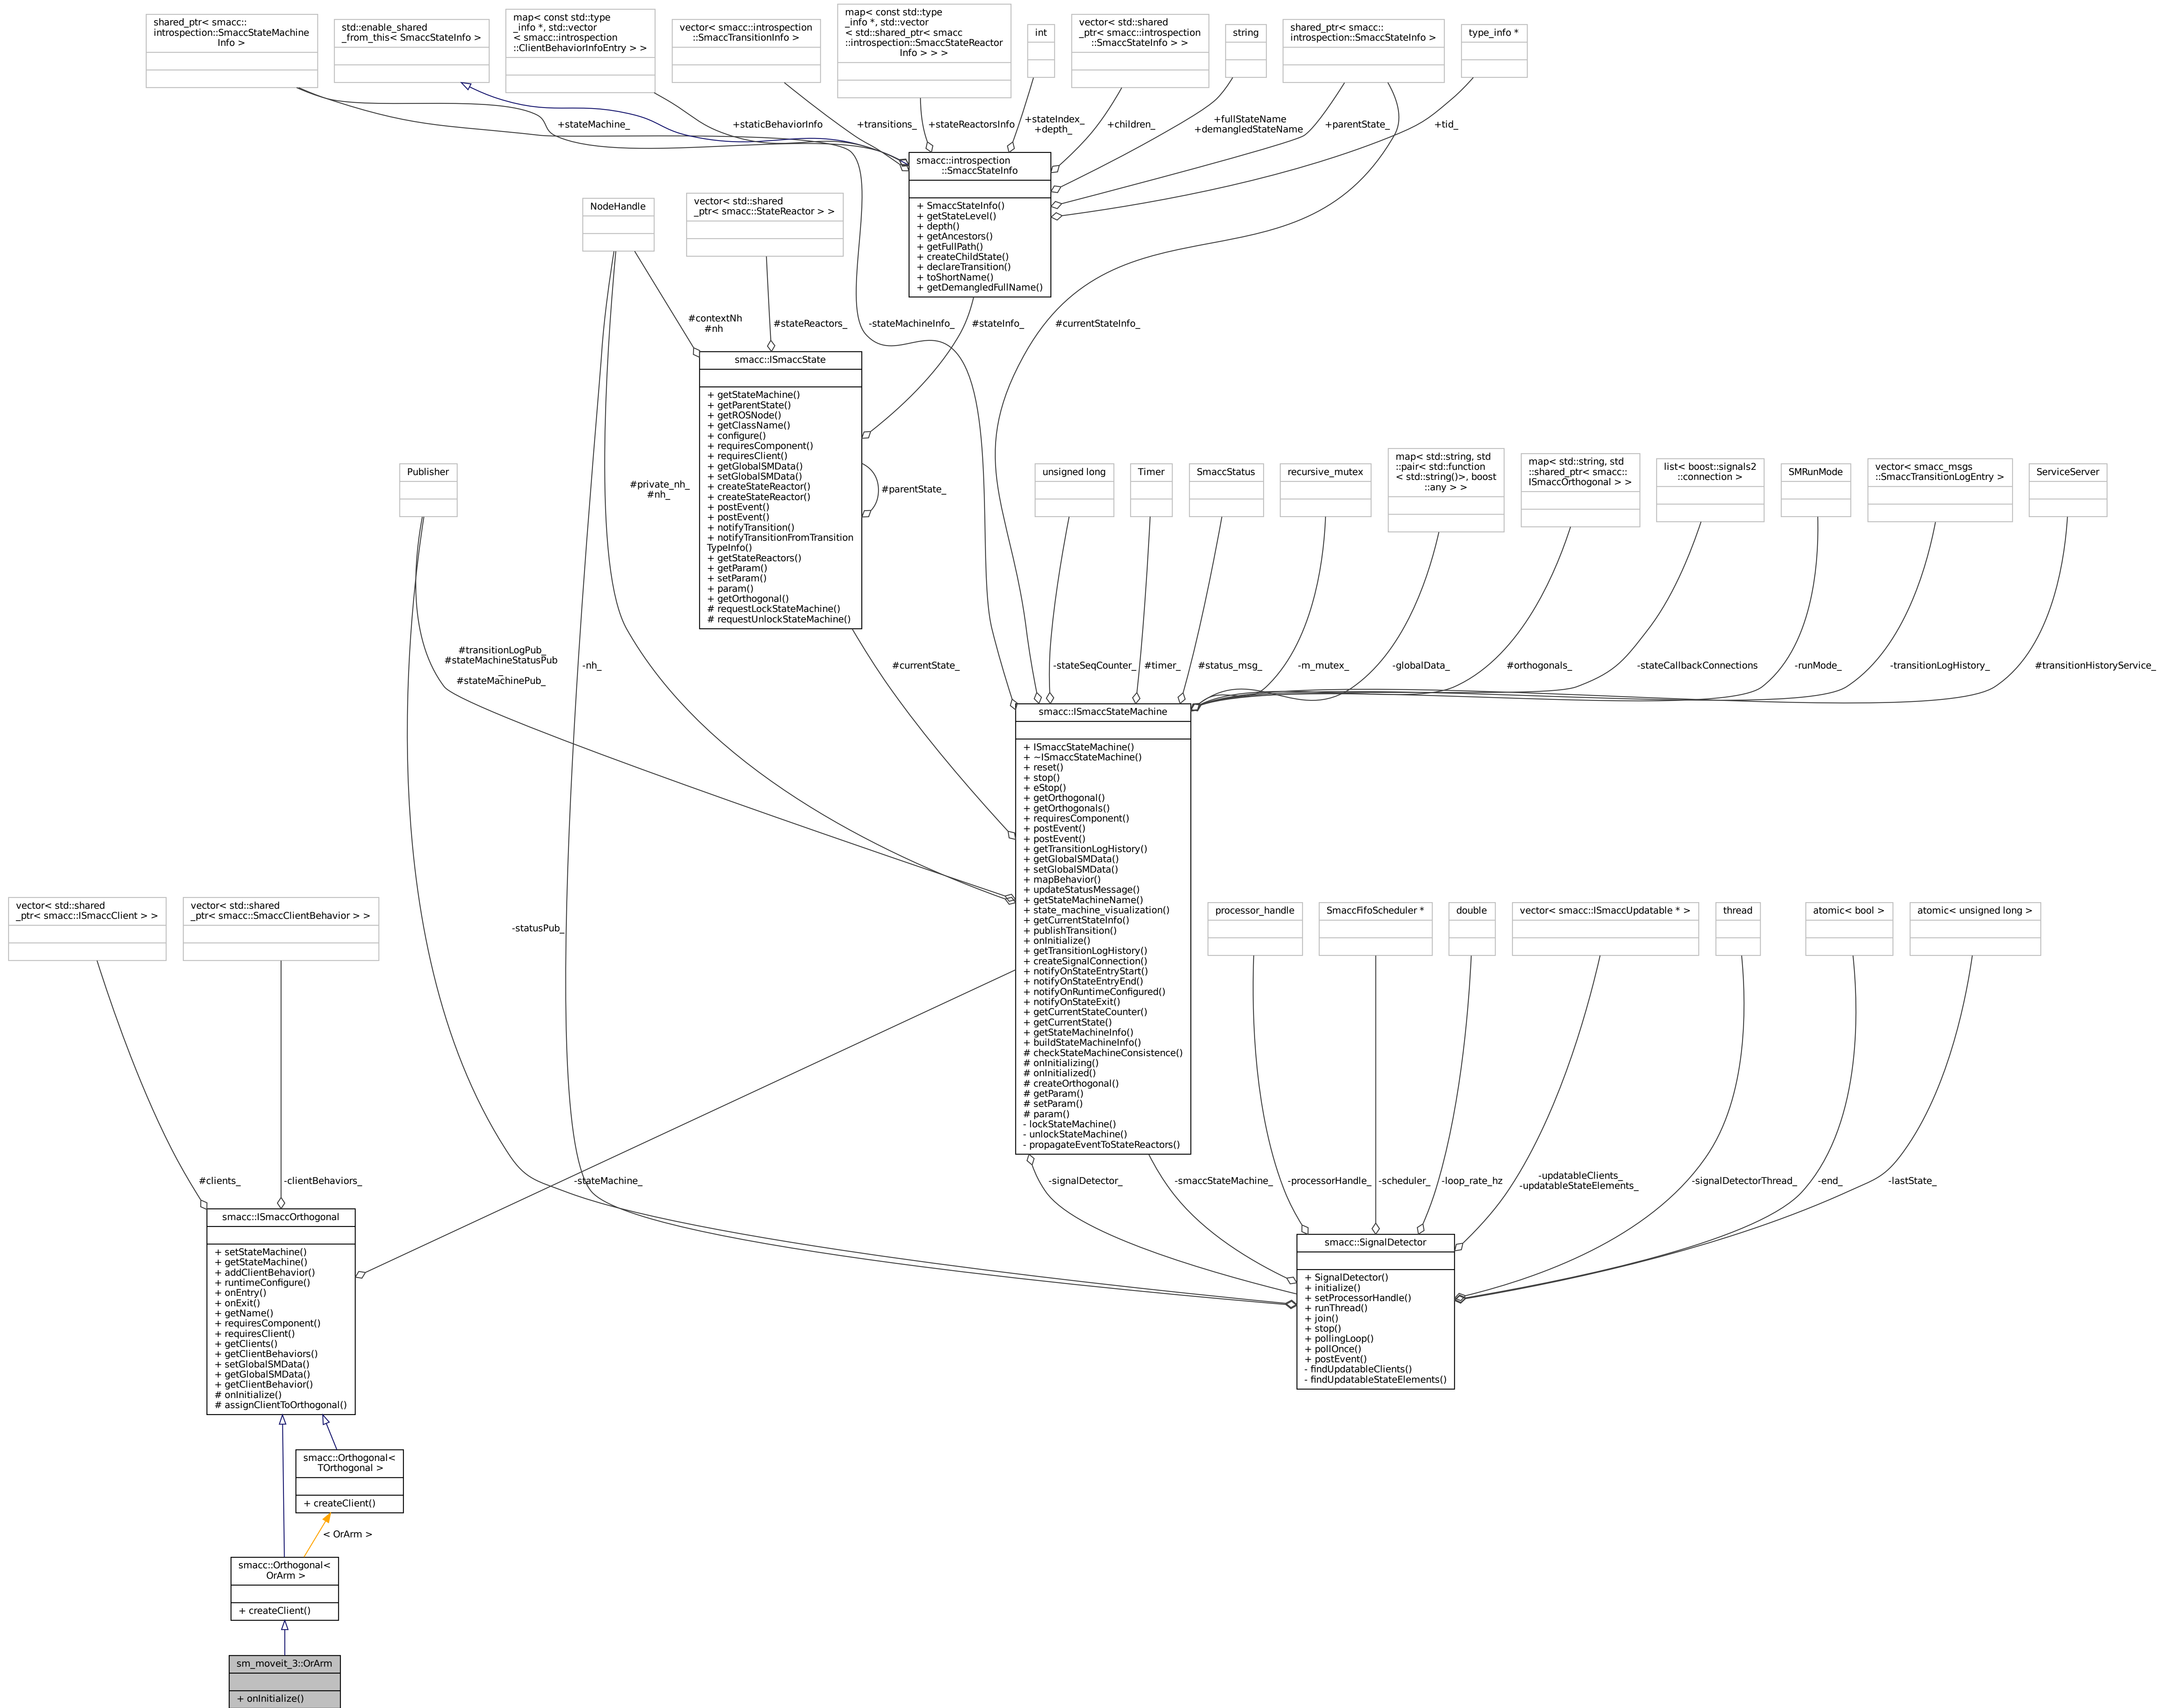 shared_ptr< smacc::
introspection::SmaccStateMachine
Info >
std::enable_shared
_from_this< SmaccStateInfo >
map< const std::type
_info *, std::vector
< smacc::introspection
::ClientBehaviorInfoEntry > >
vector< smacc::introspection
::SmaccTransitionInfo >
map< const std::type
_info *, std::vector
< std::shared_ptr< smacc
::introspection::SmaccStateReactor
Info > > >
int
vector< std::shared
_ptr< smacc::introspection
::SmaccStateInfo > >
string
shared_ptr< smacc::
introspection::SmaccStateInfo >
type_info *
+stateMachine_
+staticBehaviorInfo
+transitions_
+stateReactorsInfo
+stateIndex_
+depth_
+children_
+fullStateName
+demangledStateName
+parentState_
+tid_
smacc::introspection
::SmaccStateInfo
+ SmaccStateInfo()
+ getStateLevel()
+ depth()
+ getAncestors()
+ getFullPath()
+ createChildState()
+ declareTransition()
+ toShortName()
+ getDemangledFullName()
NodeHandle
vector< std::shared
_ptr< smacc::StateReactor > >
#contextNh
#nh
#stateReactors_
-stateMachineInfo_
#stateInfo_
#currentStateInfo_
smacc::ISmaccState
+ getStateMachine()
+ getParentState()
+ getROSNode()
+ getClassName()
+ configure()
+ requiresComponent()
+ requiresClient()
+ getGlobalSMData()
+ setGlobalSMData()
+ createStateReactor()
+ createStateReactor()
+ postEvent()
+ postEvent()
+ notifyTransition()
+ notifyTransitionFromTransition
TypeInfo()
+ getStateReactors()
+ getParam()
+ setParam()
+ param()
+ getOrthogonal()
# requestLockStateMachine()
# requestUnlockStateMachine()
#parentState_
Publisher
#private_nh_
#nh_
unsigned long
Timer
SmaccStatus
recursive_mutex
map< std::string, std
::pair< std::function
< std::string()>, boost
::any > >
map< std::string, std
::shared_ptr< smacc::
ISmaccOrthogonal > >
list< boost::signals2
::connection >
SMRunMode
vector< smacc_msgs
::SmaccTransitionLogEntry >
ServiceServer
#transitionLogPub_
#stateMachineStatusPub
_
#stateMachinePub_
-nh_
#currentState_
-stateSeqCounter_
#timer_
#status_msg_
-m_mutex_
-globalData_
#orthogonals_
-stateCallbackConnections
-runMode_
-transitionLogHistory_
#transitionHistoryService_
smacc::ISmaccStateMachine
+ ISmaccStateMachine()
+ ~ISmaccStateMachine()
+ reset()
+ stop()
+ eStop()
+ getOrthogonal()
+ getOrthogonals()
+ requiresComponent()
+ postEvent()
+ postEvent()
+ getTransitionLogHistory()
+ getGlobalSMData()
+ setGlobalSMData()
+ mapBehavior()
+ updateStatusMessage()
+ getStateMachineName()
+ state_machine_visualization()
+ getCurrentStateInfo()
+ publishTransition()
+ onInitialize()
+ getTransitionLogHistory()
+ createSignalConnection()
+ notifyOnStateEntryStart()
+ notifyOnStateEntryEnd()
+ notifyOnRuntimeConfigured()
+ notifyOnStateExit()
+ getCurrentStateCounter()
+ getCurrentState()
+ getStateMachineInfo()
+ buildStateMachineInfo()
# checkStateMachineConsistence()
# onInitializing()
# onInitialized()
# createOrthogonal()
# getParam()
# setParam()
# param()
- lockStateMachine()
- unlockStateMachine()
- propagateEventToStateReactors()
vector< std::shared
_ptr< smacc::ISmaccClient > >
vector< std::shared
_ptr< smacc::SmaccClientBehavior > >
-statusPub_
processor_handle
SmaccFifoScheduler *
double
vector< smacc::ISmaccUpdatable * >
thread
atomic< bool >
atomic< unsigned long >
#clients_
-clientBehaviors_
-stateMachine_
-signalDetector_
-smaccStateMachine_
-processorHandle_
-scheduler_
-loop_rate_hz
-updatableClients_
-updatableStateElements_
-signalDetectorThread_
-end_
-lastState_
smacc::ISmaccOrthogonal
+ setStateMachine()
+ getStateMachine()
+ addClientBehavior()
+ runtimeConfigure()
+ onEntry()
+ onExit()
+ getName()
+ requiresComponent()
+ requiresClient()
+ getClients()
+ getClientBehaviors()
+ setGlobalSMData()
+ getGlobalSMData()
+ getClientBehavior()
# onInitialize()
# assignClientToOrthogonal()
smacc::SignalDetector
+ SignalDetector()
+ initialize()
+ setProcessorHandle()
+ runThread()
+ join()
+ stop()
+ pollingLoop()
+ pollOnce()
+ postEvent()
- findUpdatableClients()
- findUpdatableStateElements()
smacc::Orthogonal<
TOrthogonal >
+ createClient()
< OrArm >
smacc::Orthogonal<
OrArm >
+ createClient()
sm_moveit_3::OrArm
+ onInitialize()